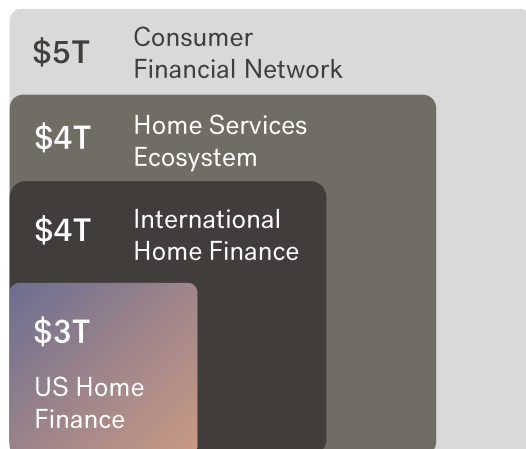 $5T Consumer
Financial Network
$4T Home Services
Ecosystem
$4T International
Home Finance
$3T
US Home
Finance